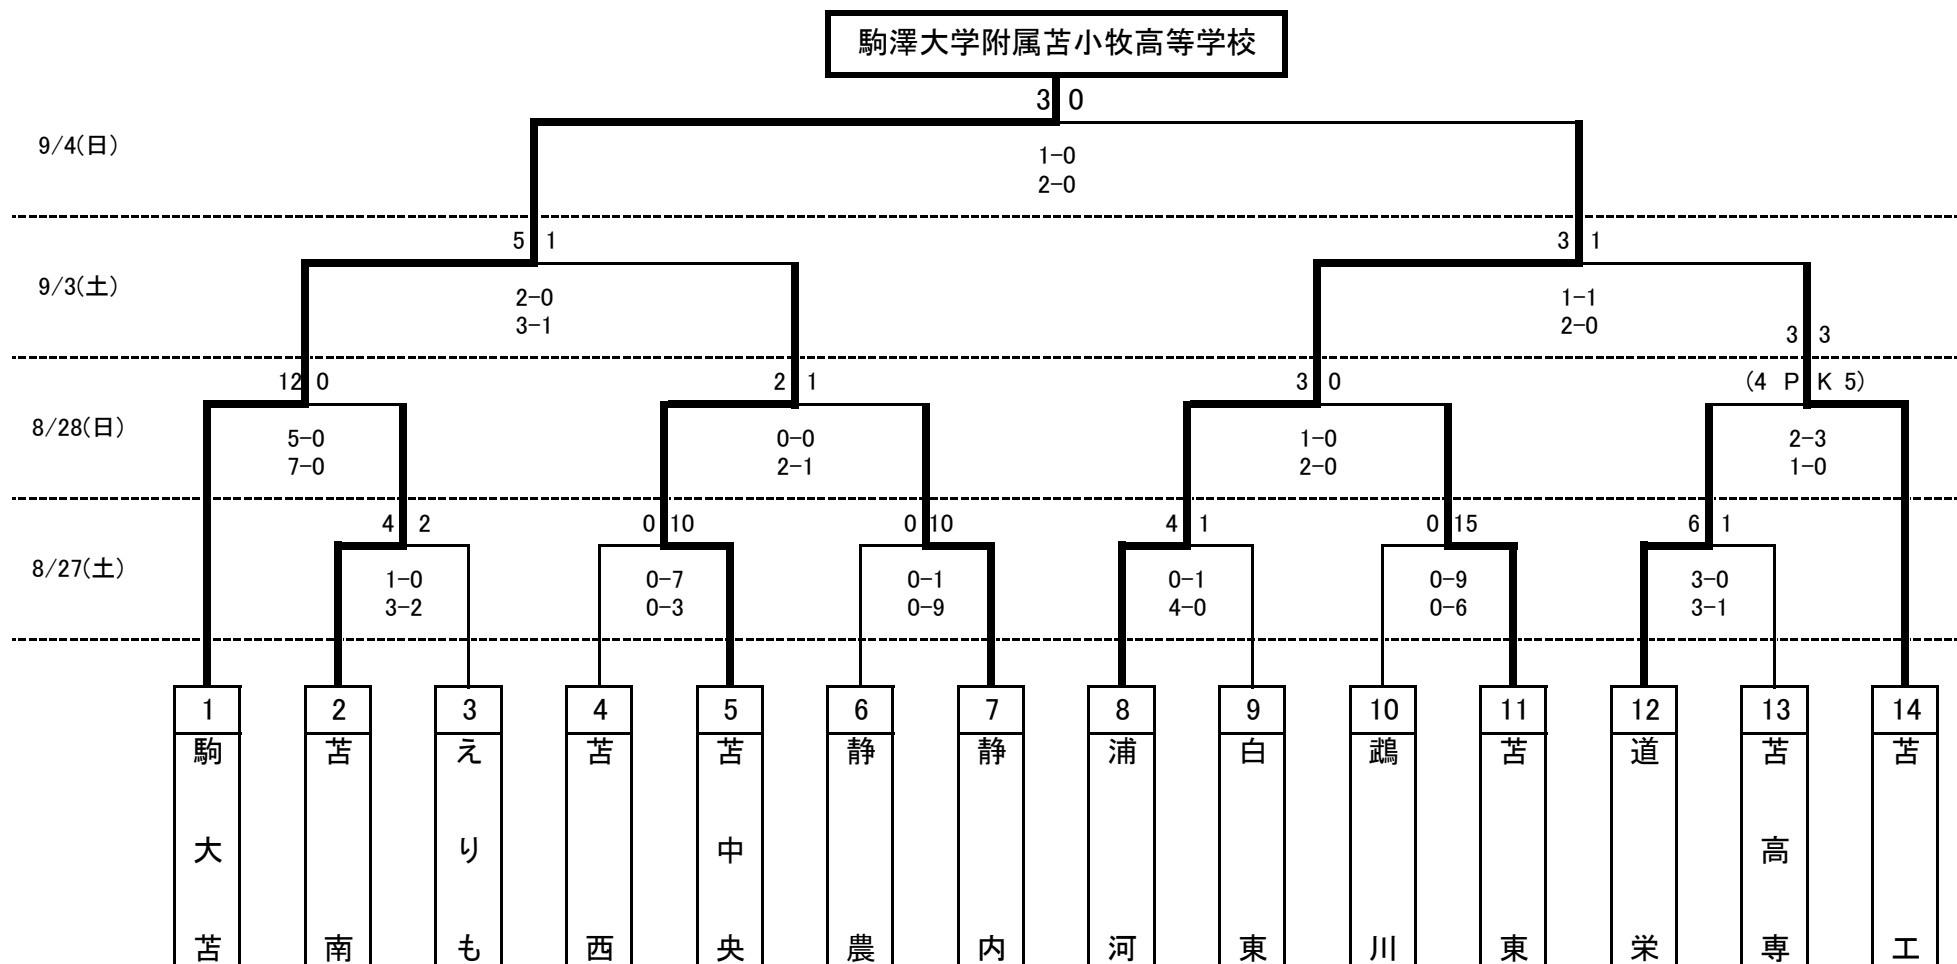 駒澤大学附属苫小牧高等学校
3 0
9/4(日)
1-0
2-0
5 1
3 1
9/3(土)
2-0
3-1
1-1
2-0
3 3
12 0
2 1
3 0
(4 P K 5)
8/28(日)
5-0
7-0
0-0
2-1
1-0
2-0
2-3
1-0
4 2
0 10
0 10
4 1
0 15
6 1
8/27(土)
1-0
3-2
0-7
0-3
0-1
0-9
0-1
4-0
0-9
0-6
3-0
3-1
1 2 3 4 5 6 7 8 9 10 11 12 13 14
駒大苫
苫南
えりも
苫西
苫中央
静農
静内
浦河
白東
鵡川
苫東
道栄
苫高専
苫工